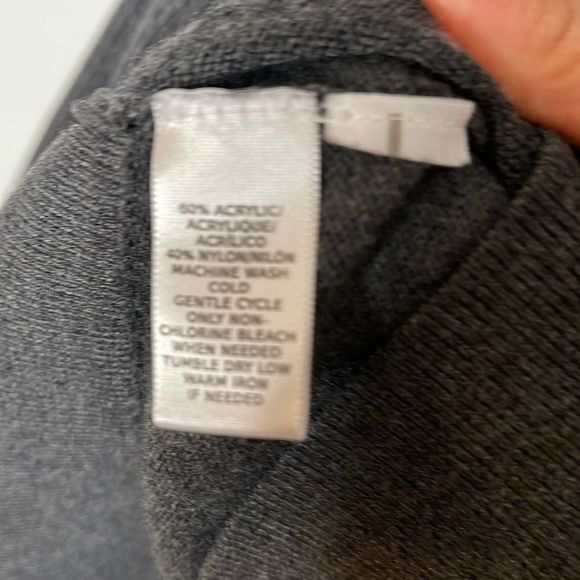 60% ACRYLIC/
ACRYLIQUE/
ACRÍLICO
40% NYLON/NILÓN
MACHINE WASH
COLD
GENTLE CYCLE
ONLY NON-
CHLORINE BLEACH
WHEN NEEDED
TUMBLE DRY LOW
WARM IRON
IF NEEDED